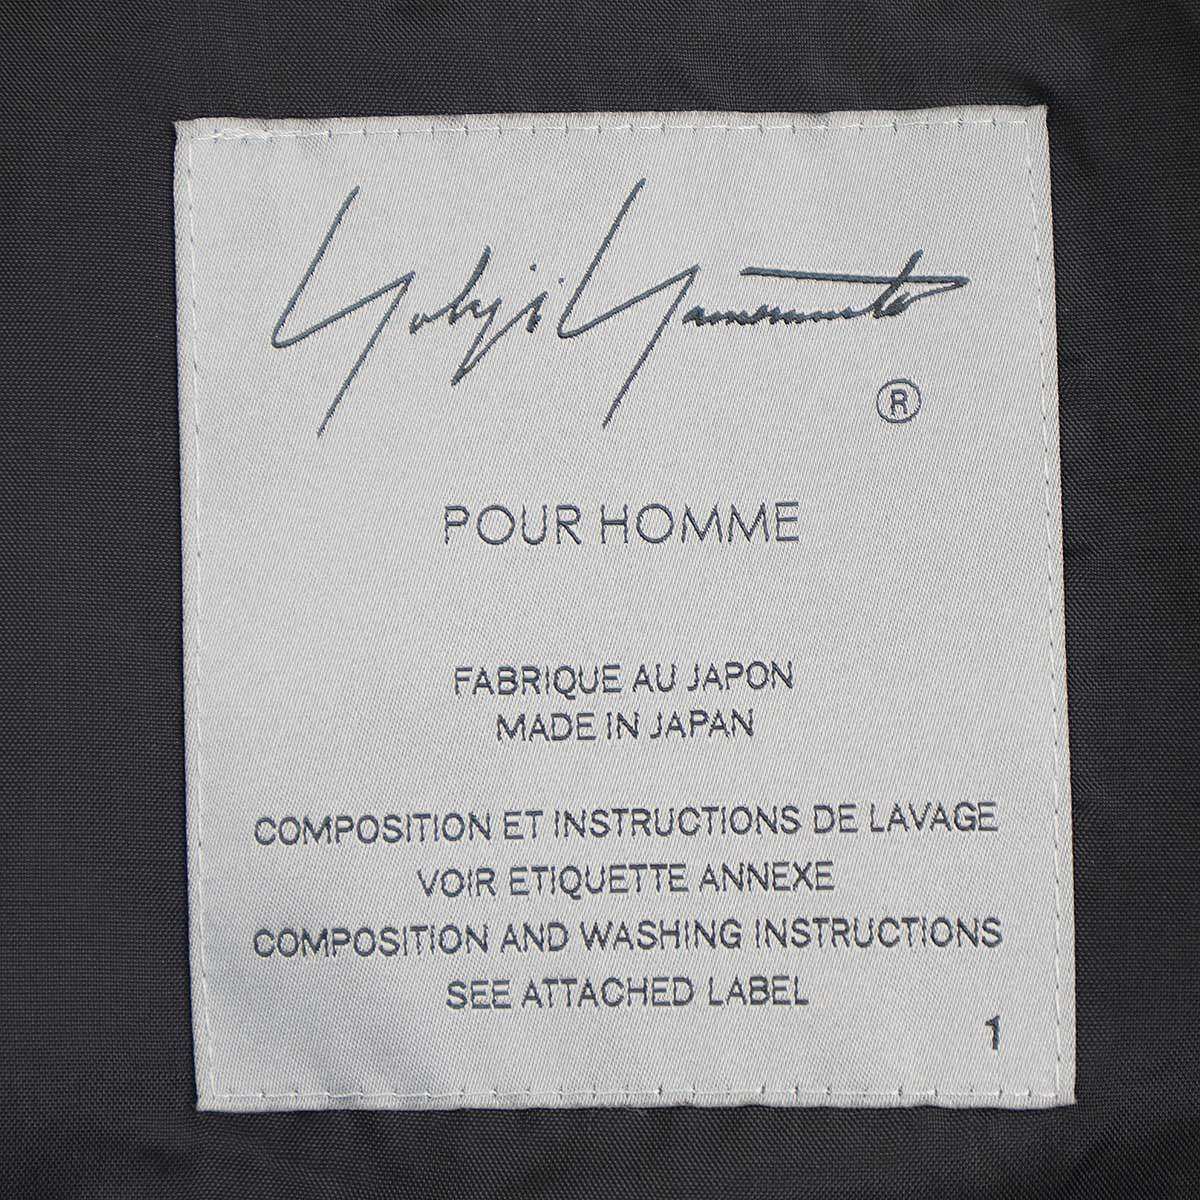 Yohji Yamamoto
®
POUR HOMME
FABRIQUE AU JAPON
MADE IN JAPAN
COMPOSITION ET INSTRUCTIONS DE LAVAGE
VOIR ETIQUETTE ANNEXE
COMPOSITION AND WASHING INSTRUCTIONS
SEE ATTACHED LABEL
1